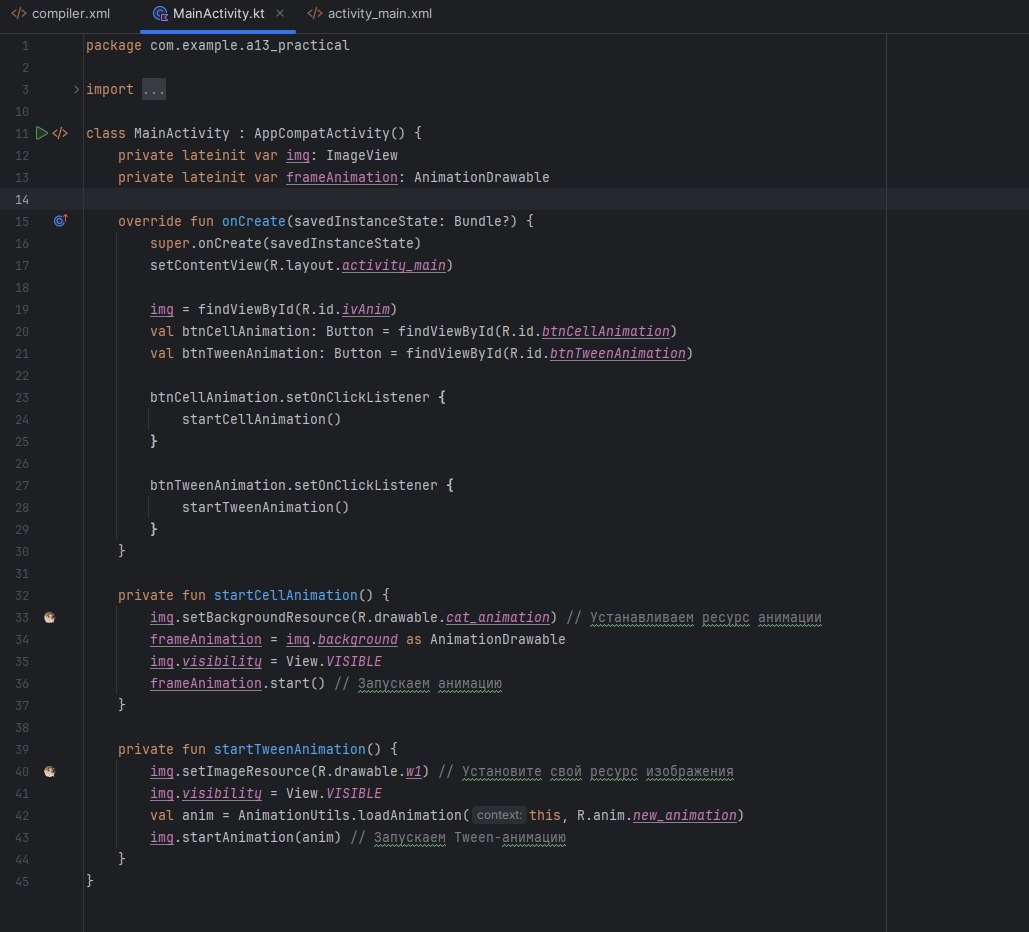 compiler.xml MainActivity.kt activity_main.xml
1 package com.example.a13_practical
2
3 import ...
10
11 class MainActivity : AppCompatActivity() {
12 private lateinit var img: ImageView
13 private lateinit var frameAnimation: AnimationDrawable
14
15 override fun onCreate(savedInstanceState: Bundle?) {
16 super.onCreate(savedInstanceState)
17 setContentView(R.layout.activity_main)
18
19 img = findViewById(R.id.ivAnim)
20 val btnCellAnimation: Button = findViewById(R.id.btnCellAnimation)
21 val btnTweenAnimation: Button = findViewById(R.id.btnTweenAnimation)
22
23 btnCellAnimation.setOnClickListener {
24 startCellAnimation()
25 }
26
27 btnTweenAnimation.setOnClickListener {
28 startTweenAnimation()
29 }
30 }
31
32 private fun startCellAnimation() {
33 img.setBackgroundResource(R.drawable.cat_animation) // Устанавливаем ресурс анимации
34 frameAnimation = img.background as AnimationDrawable
35 img.visibility = View.VISIBLE
36 frameAnimation.start() // Запускаем анимацию
37 }
38
39 private fun startTweenAnimation() {
40 img.setImageResource(R.drawable.w1) // Установите свой ресурс изображения
41 img.visibility = View.VISIBLE
42 val anim = AnimationUtils.loadAnimation( context: this, R.anim.new_animation)
43 img.startAnimation(anim) // Запускаем Tween-анимацию
44 }
45 }